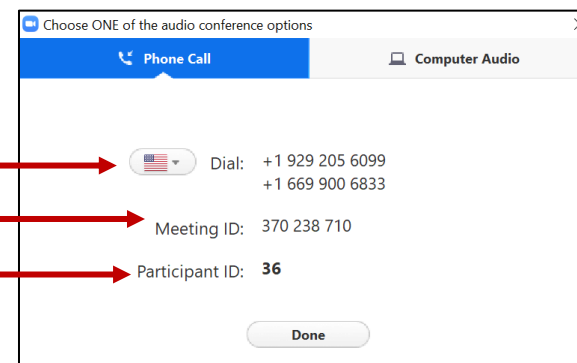 Choose ONE of the audio conference options
Phone Call
Computer Audio
Dial: +1 929 205 6099
+1 669 900 6833
Meeting ID: 370 238 710
Participant ID: 36
Done